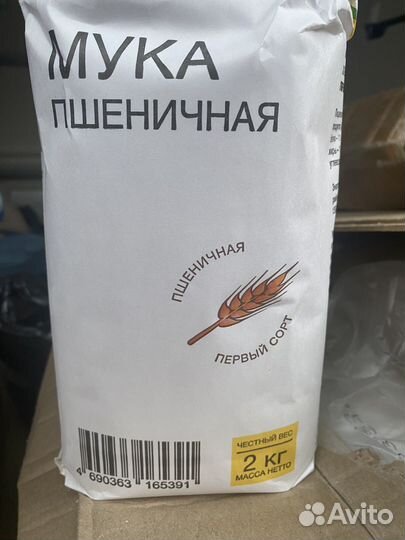 МУКА
ПШЕНИЧНАЯ
ПШЕНИЧНАЯ
ПЕРВЫЙ СОРТ
ЧЕСТНЫЙ ВЕС
2 КГ
МАССА НЕТТО
4 690363 165391
Avito